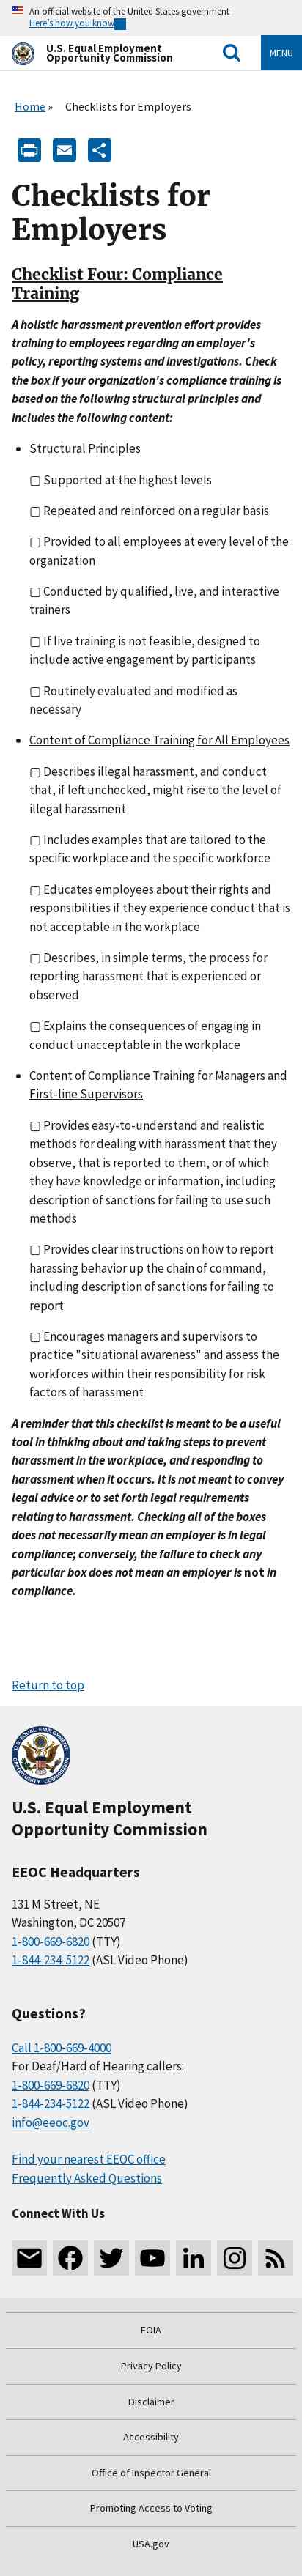 An official website of the United States government
Here's how you know
U.S. Equal Employment
Opportunity Commission
MENU
Home » Checklists for Employers
Checklists for
Employers
Checklist Four: Compliance
Training
A holistic harassment prevention effort provides
training to employees regarding an employer's
policy, reporting systems and investigations. Check
the box if your organization's compliance training is
based on the following structural principles and
includes the following content:
• Structural Principles
▢ Supported at the highest levels
▢ Repeated and reinforced on a regular basis
▢ Provided to all employees at every level of the
organization
▢ Conducted by qualified, live, and interactive
trainers
▢ If live training is not feasible, designed to
include active engagement by participants
▢ Routinely evaluated and modified as
necessary
• Content of Compliance Training for All Employees
▢ Describes illegal harassment, and conduct
that, if left unchecked, might rise to the level of
illegal harassment
▢ Includes examples that are tailored to the
specific workplace and the specific workforce
▢ Educates employees about their rights and
responsibilities if they experience conduct that is
not acceptable in the workplace
▢ Describes, in simple terms, the process for
reporting harassment that is experienced or
observed
▢ Explains the consequences of engaging in
conduct unacceptable in the workplace
• Content of Compliance Training for Managers and
First-line Supervisors
▢ Provides easy-to-understand and realistic
methods for dealing with harassment that they
observe, that is reported to them, or of which
they have knowledge or information, including
description of sanctions for failing to use such
methods
▢ Provides clear instructions on how to report
harassing behavior up the chain of command,
including description of sanctions for failing to
report
▢ Encourages managers and supervisors to
practice "situational awareness" and assess the
workforces within their responsibility for risk
factors of harassment
A reminder that this checklist is meant to be a useful
tool in thinking about and taking steps to prevent
harassment in the workplace, and responding to
harassment when it occurs. It is not meant to convey
legal advice or to set forth legal requirements
relating to harassment. Checking all of the boxes
does not necessarily mean an employer is in legal
compliance; conversely, the failure to check any
particular box does not mean an employer is not in
compliance.
Return to top
U.S. Equal Employment
Opportunity Commission
EEOC Headquarters
131 M Street, NE
Washington, DC 20507
1-800-669-6820 (TTY)
1-844-234-5122 (ASL Video Phone)
Questions?
Call 1-800-669-4000
For Deaf/Hard of Hearing callers:
1-800-669-6820 (TTY)
1-844-234-5122 (ASL Video Phone)
info@eeoc.gov
Find your nearest EEOC office
Frequently Asked Questions
Connect With Us
FOIA
Privacy Policy
Disclaimer
Accessibility
Office of Inspector General
Promoting Access to Voting
USA.gov